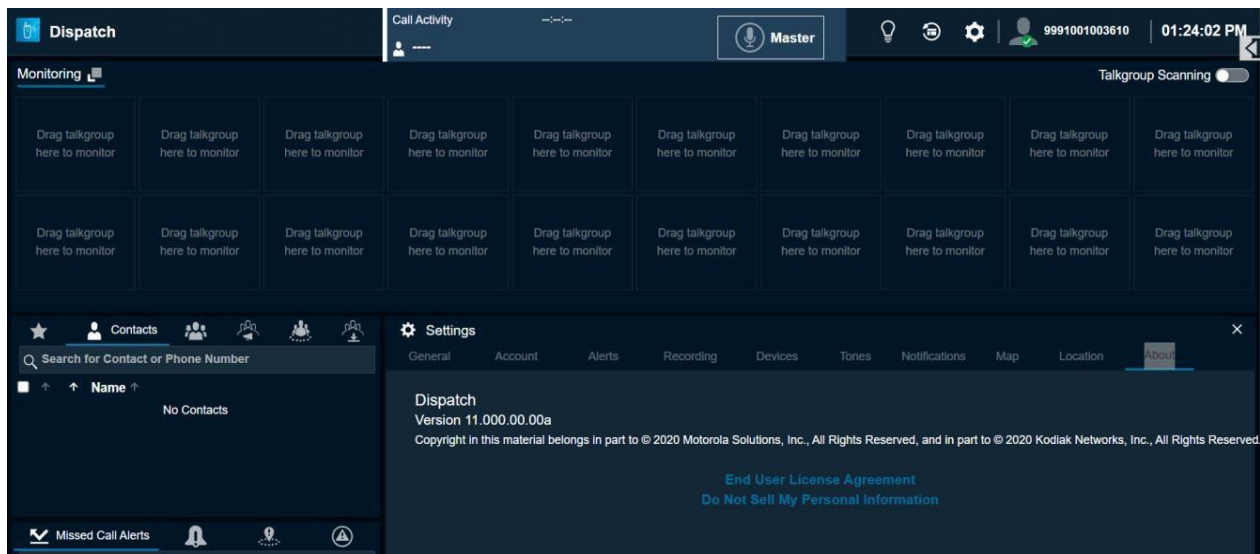 Dispatch
Call Activity
--:--:--
----
Master
9991001003610
01:24:02 PM
Monitoring
Talkgroup Scanning
Drag talkgroup Drag talkgroup Drag talkgroup Drag talkgroup Drag talkgroup Drag talkgroup Drag talkgroup Drag talkgroup Drag talkgroup Drag talkgroup
here to monitor here to monitor here to monitor here to monitor here to monitor here to monitor here to monitor here to monitor here to monitor here to monitor
Drag talkgroup Drag talkgroup Drag talkgroup Drag talkgroup Drag talkgroup Drag talkgroup Drag talkgroup Drag talkgroup Drag talkgroup Drag talkgroup
here to monitor here to monitor here to monitor here to monitor here to monitor here to monitor here to monitor here to monitor here to monitor here to monitor
Contacts
Search for Contact or Phone Number
Name
No Contacts
Missed Call Alerts
Settings
General Account Alerts Recording Devices Tones Notifications Map Location About
Dispatch
Version 11.000.00.00a
Copyright in this material belongs in part to © 2020 Motorola Solutions, Inc., All Rights Reserved, and in part to © 2020 Kodiak Networks, Inc., All Rights Reserved.
End User License Agreement
Do Not Sell My Personal Information